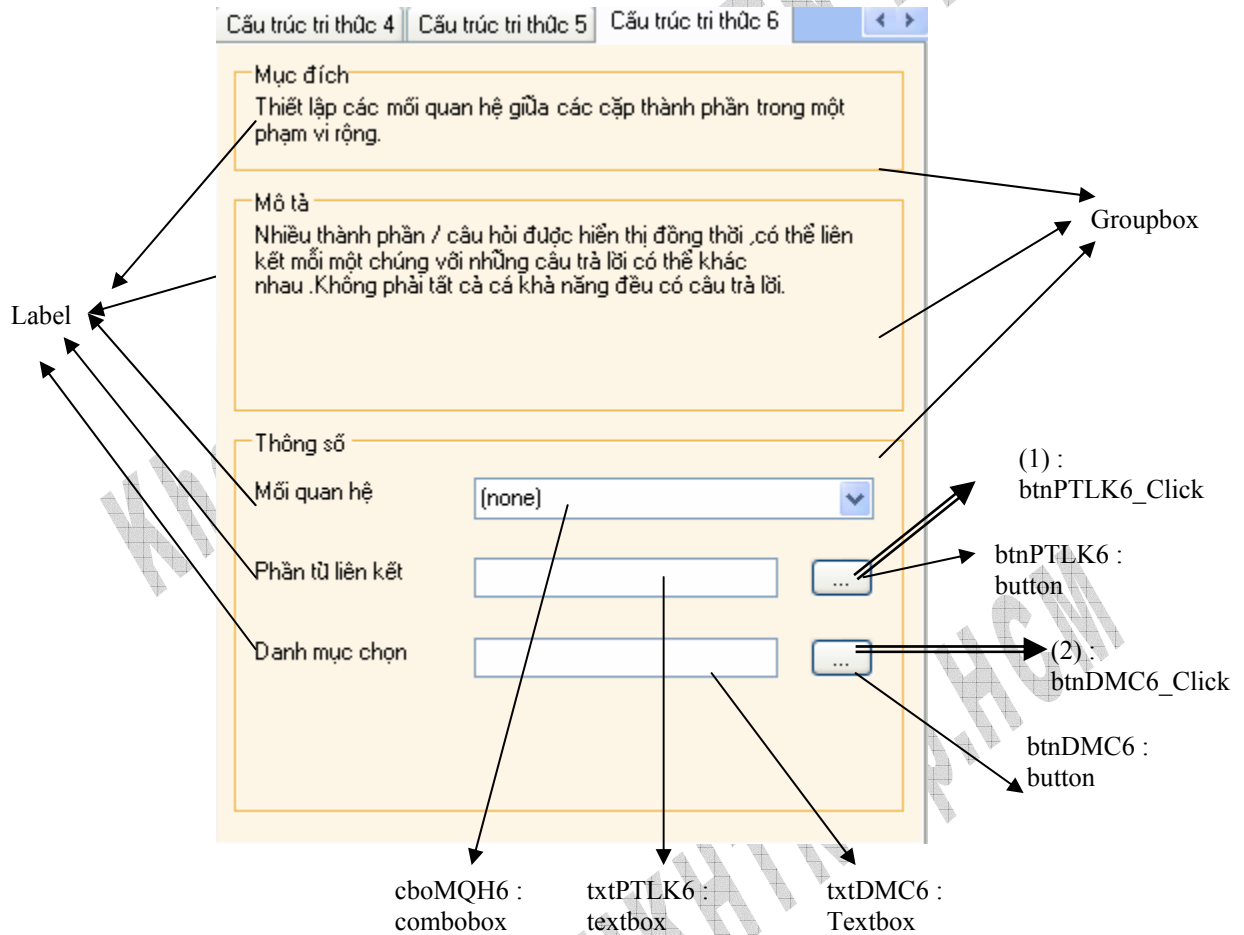 Cấu trúc tri thức 4
Cấu trúc tri thức 5
Cấu trúc tri thức 6
Mục đích
Thiết lập các mối quan hệ giữa các cặp thành phần trong một
phạm vi rộng.
Mô tả
Nhiều thành phần / câu hỏi được hiển thị đồng thời ,có thể liên
kết mỗi một chúng với những câu trả lời có thể khác
nhau .Không phải tất cả cá khả năng đều có câu trả lời.
Groupbox
Label
Thông số
Mối quan hệ
(none)
(1) :
btnPTLK6_Click
Phần tử liên kết
...
btnPTLK6 :
button
Danh mục chọn
...
(2) :
btnDMC6_Click
btnDMC6 :
button
cboMQH6 :
combobox
txtPTLK6 :
textbox
txtDMC6 :
Textbox